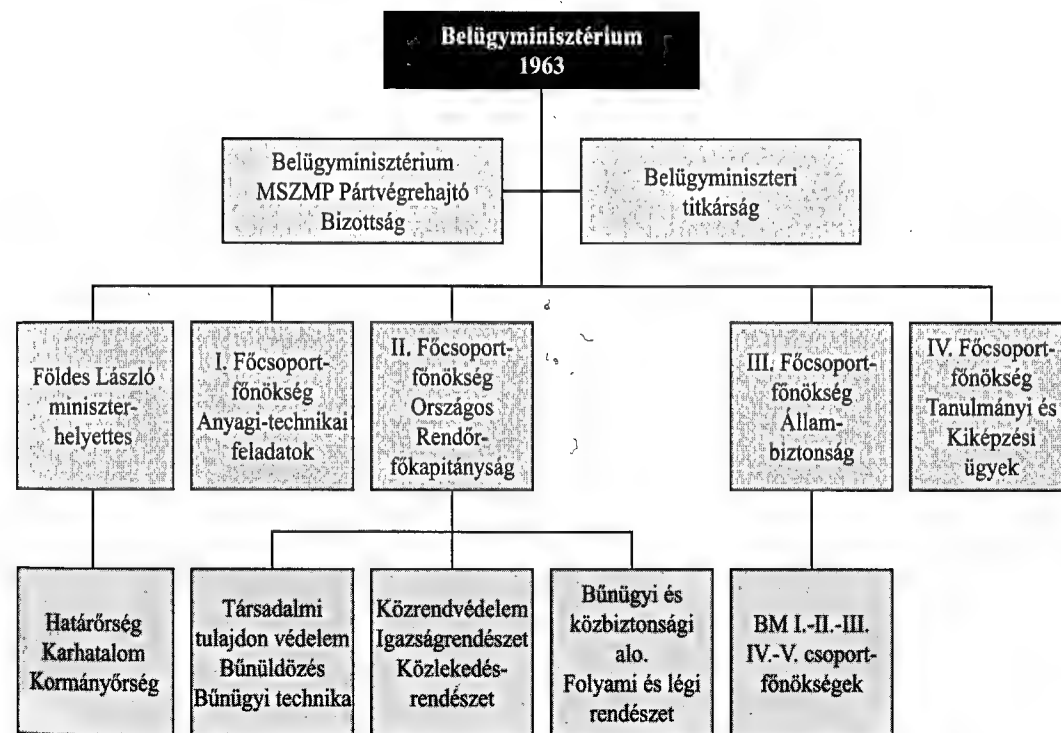 Belügyminisztérium
1963
Belügyminisztérium
MSZMP Pártvégrehajtó
Bizottság
Belügyminiszteri
titkárság
Földes László
miniszter-
helyettes
I. Főcsoport-
főnökség
Anyagi-technikai
feladatok
II. Főcsoport-
főnökség
Országos
Rendőr-
főkapitányság
III. Főcsoport-
főnökség
Állam-
biztonság
IV. Főcsoport-
főnökség
Tanulmányi és
Kiképzési
ügyek
Határőrség
Karhatalom
Kormányőrség
Társadalmi
tulajdon védelem
Bűnüldözés
Bűnügyi technika
Közrendvédelem
Igazságrendészet
Közlekedés-
rendészet
Bűnügyi és
közbiztonsági
alo.
Folyami és légi
rendészet
BM I.-II.-III.
IV.-V. csoport-
főnökségek